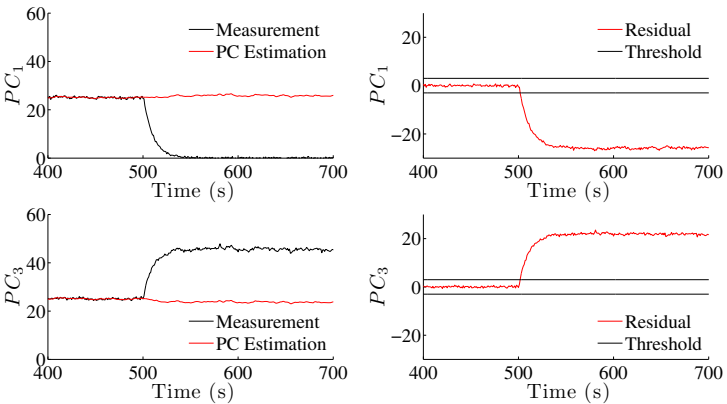 60
40
20
0
PC1
Measurement
PC Estimation
400
500
600
700
Time (s)
20
0
−20
PC1
Residual
Threshold
400
500
600
700
Time (s)
60
40
20
0
PC3
Measurement
PC Estimation
400
500
600
700
Time (s)
20
0
−20
PC3
Residual
Threshold
400
500
600
700
Time (s)